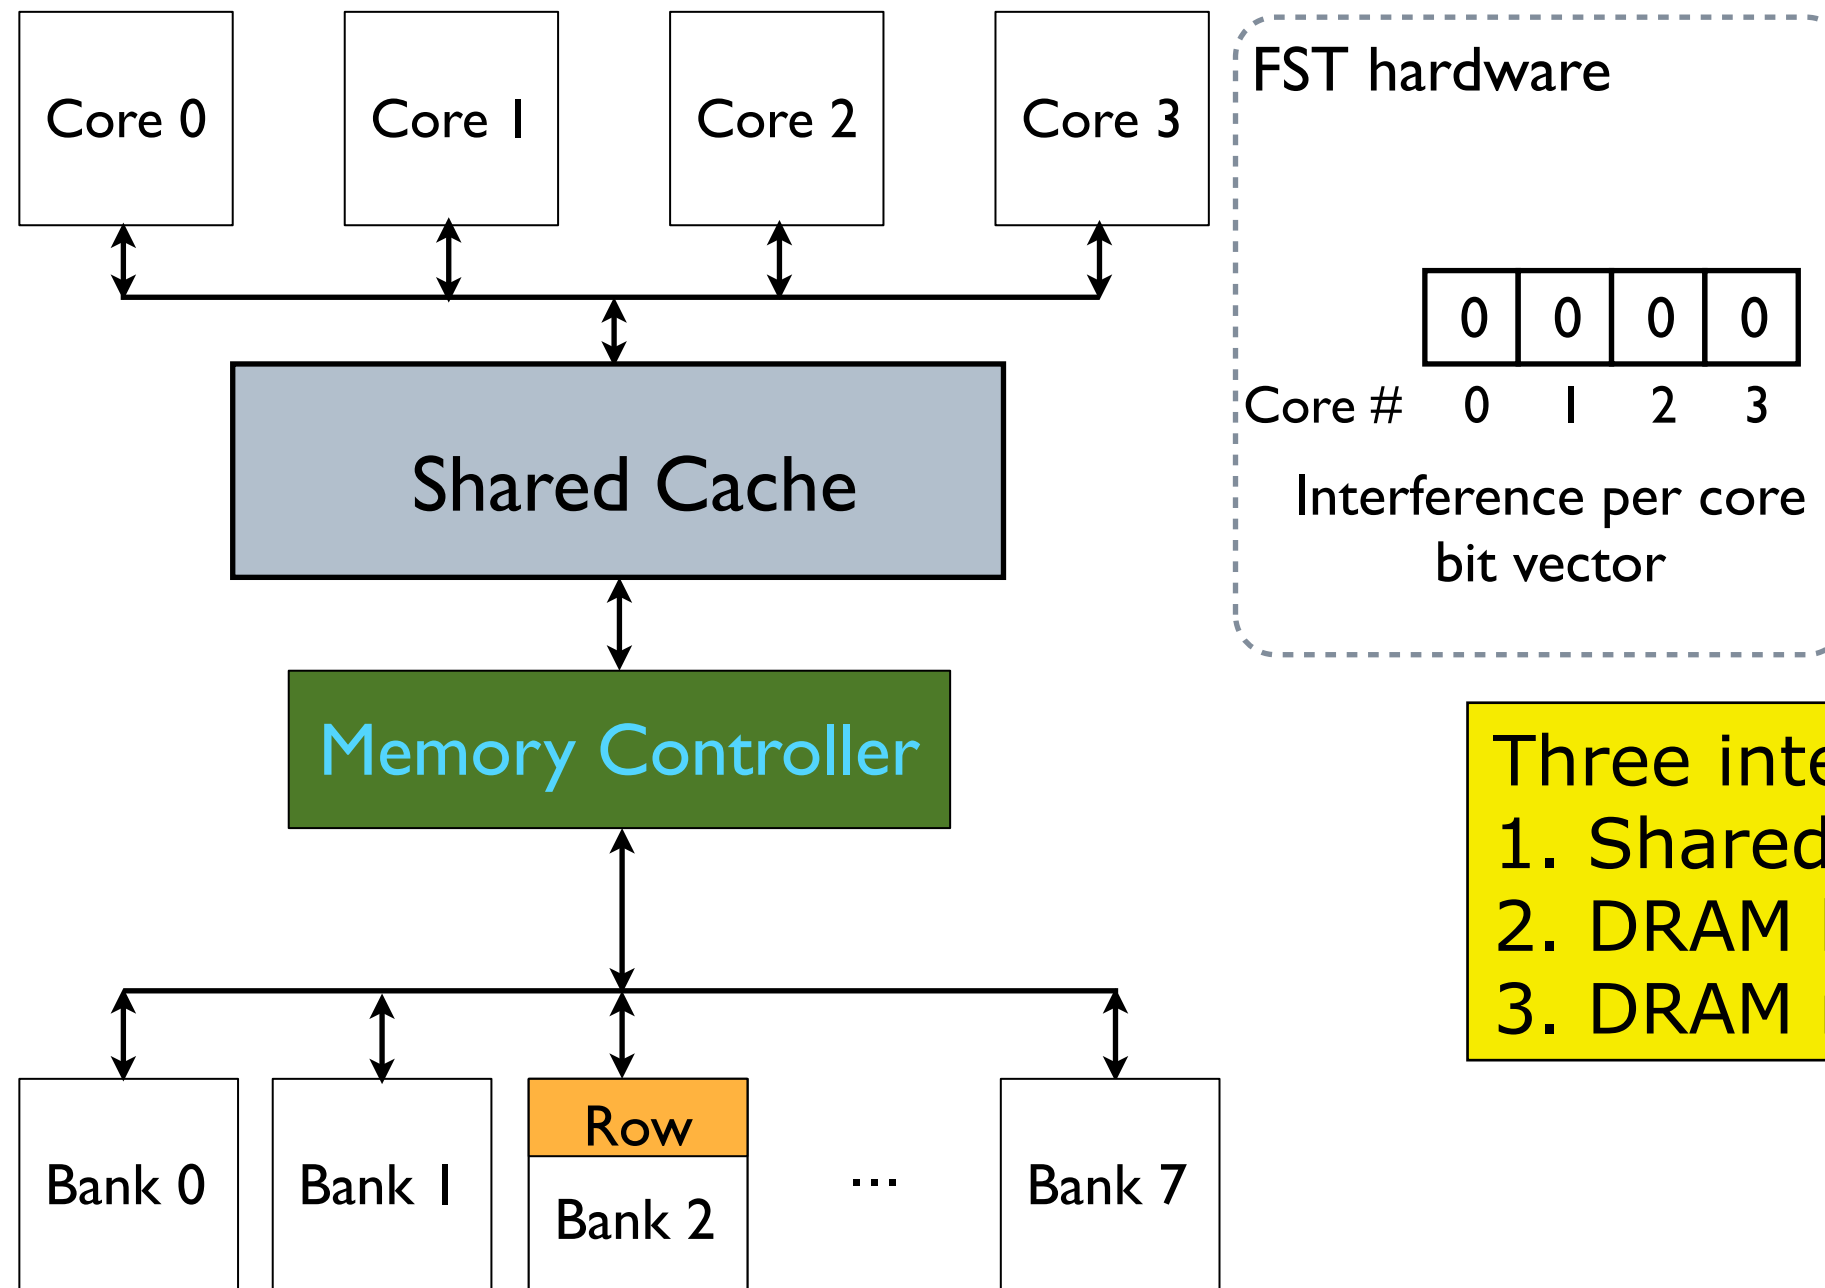 Core 0
Core 1
Core 2
Core 3
FST hardware
0 0 0 0
Core # 0 1 2 3
Interference per core
bit vector
Shared Cache
Memory Controller
Three
1. Shared
2. DRAM
3. DRAM
Row
Bank 0
Bank 1
Bank 2
...
Bank 7